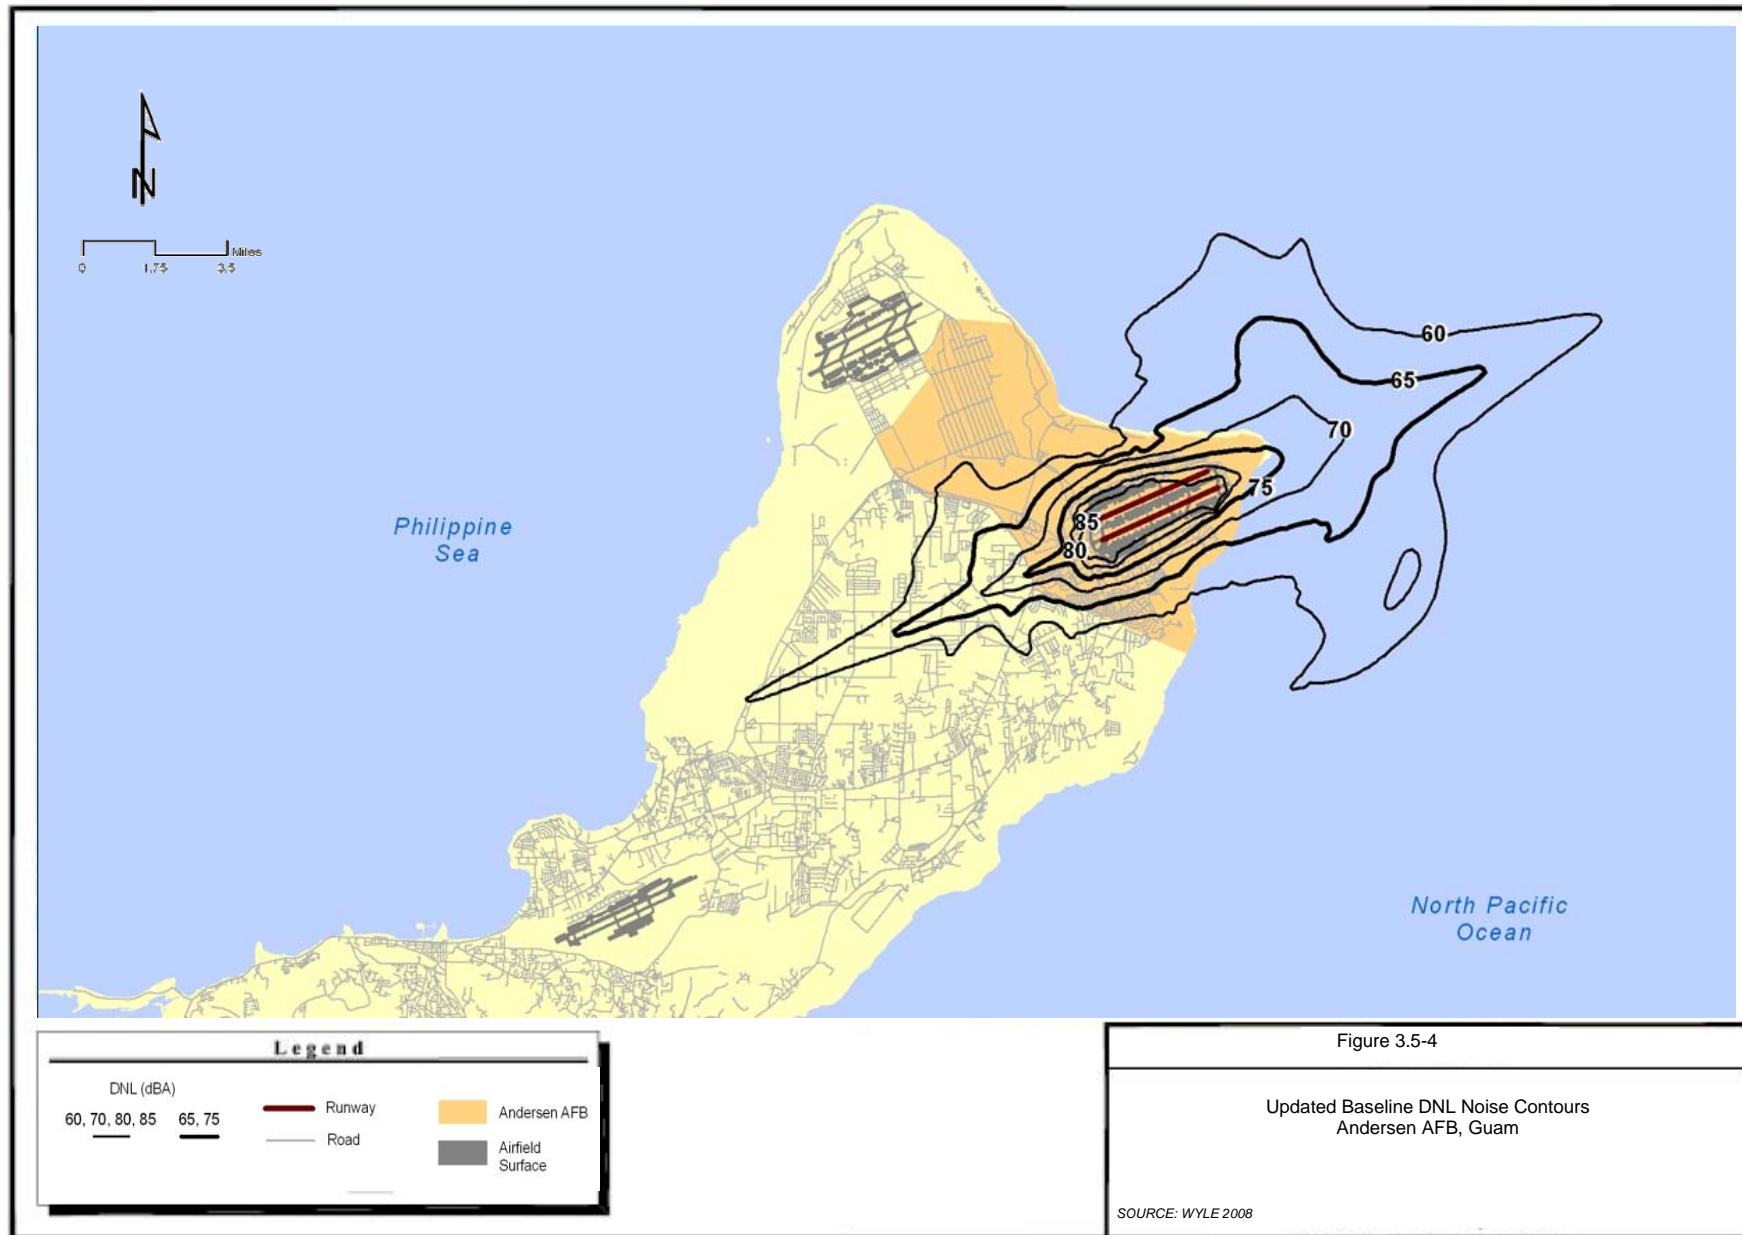 N
Miles
0 1.75 3.5
60
65
70
75
85
80
Philippine
Sea
North Pacific
Ocean
Legend
DNL (dBA)
60, 70, 80, 85 65, 75
Runway
Road
Andersen AFB
Airfield
Surface
Figure 3.5-4
Updated Baseline DNL Noise Contours
Andersen AFB, Guam
SOURCE: WYLE 2008